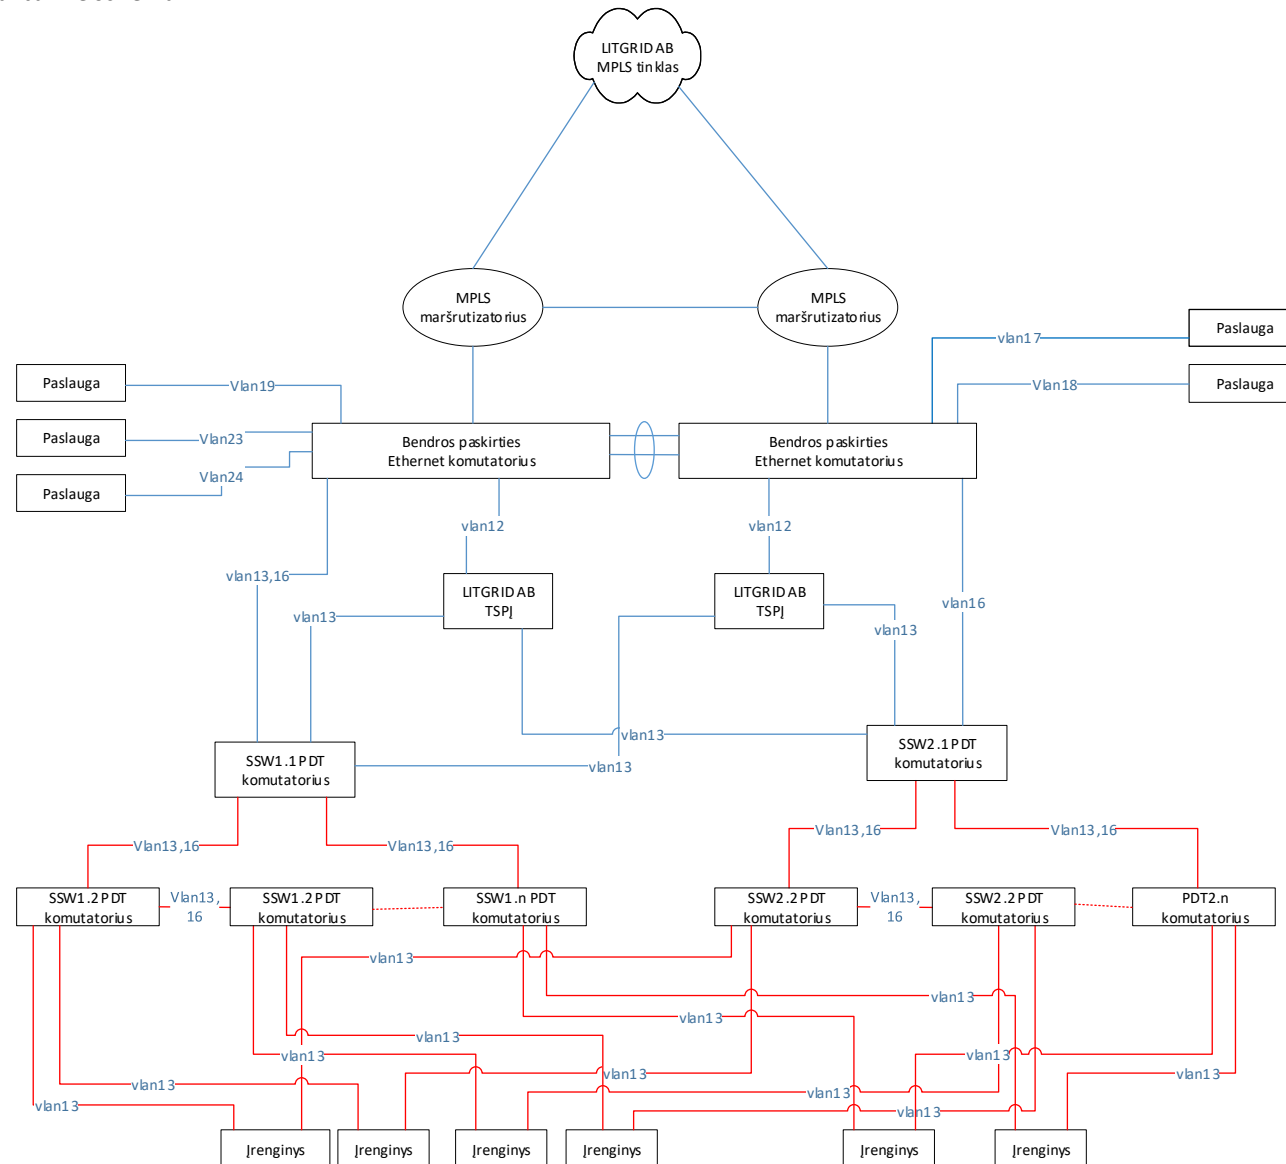 LITGRID AB
MPLS tinklas
MPLS
maršrutizatorius
MPLS
maršrutizatorius
vlan17
Paslauga
Paslauga
Vlan19
Vlan18
Paslauga
Paslauga
Vlan23
Bendros paskirties
Ethernet komutatorius
Bendros paskirties
Ethernet komutatorius
Vlan24
Paslauga
vlan12
vlan12
vlan13,16
LITGRID AB
TSPĮ
LITGRID AB
TSPĮ
vlan16
vlan13
vlan13
vlan13
SSW1.1 PDT
komutatorius
vlan13
SSW2.1 PDT
komutatorius
Vlan13,16
Vlan13,16
Vlan13,16
Vlan13,16
SSW1.2 PDT
komutatorius
Vlan13,
16
SSW1.2 PDT
komutatorius
SSW1.n PDT
komutatorius
SSW2.2 PDT
komutatorius
Vlan13,
16
SSW2.2 PDT
komutatorius
PDT2.n
komutatorius
vlan13
vlan13
vlan13
vlan13
vlan13
vlan13
vlan13
vlan13
vlan13
vlan13
vlan13
vlan13
Įrenginys
Įrenginys
Įrenginys
Įrenginys
Įrenginys
Įrenginys